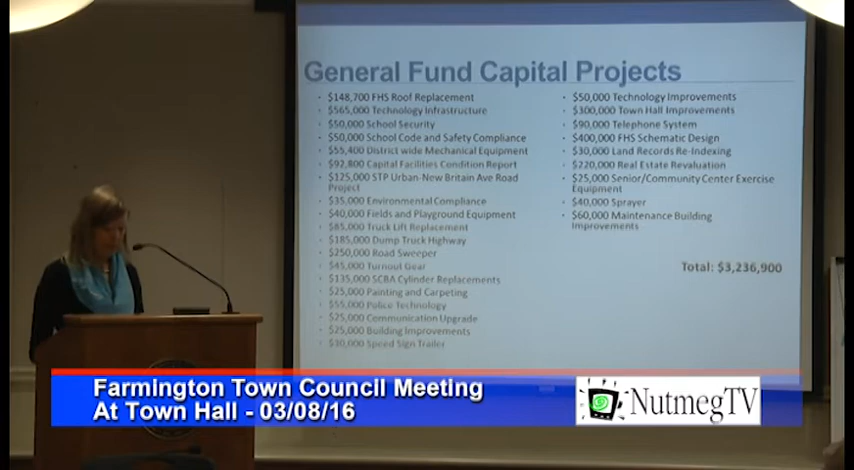 General Fund Capital Projects
• $148,700 FHS Roof Replacement
• $565,000 Technology Infrastructure
• $50,000 School Security
• $50,000 School Code and Safety Compliance
• $55,400 District wide Mechanical Equipment
• $92,800 Capital Facilities Condition Report
• $125,000 STP Urban-New Britain Ave Road
Project
• $35,000 Environmental Compliance
• $40,000 Fields and Playground Equipment
• $85,000 Truck Lift Replacement
• $185,000 Dump Truck Highway
• $250,000 Road Sweeper
• $45,000 Turnout Gear
• $135,000 SCBA Cylinder Replacements
• $25,000 Painting and Carpeting
• $55,000 Police Technology
• $25,000 Communication Upgrade
• $25,000 Building Improvements
• $30,000 Speed Sign Trailer
• $50,000 Technology Improvements
• $300,000 Town Hall Improvements
• $90,000 Telephone System
• $400,000 FHS Schematic Design
• $30,000 Land Records Re-Indexing
• $220,000 Real Estate Revaluation
• $25,000 Senior/Community Center Exercise
Equipment
• $40,000 Sprayer
• $60,000 Maintenance Building
Improvements
Total: $3,236,900
Farmington Town Council Meeting
At Town Hall - 03/08/16
NutmegTV